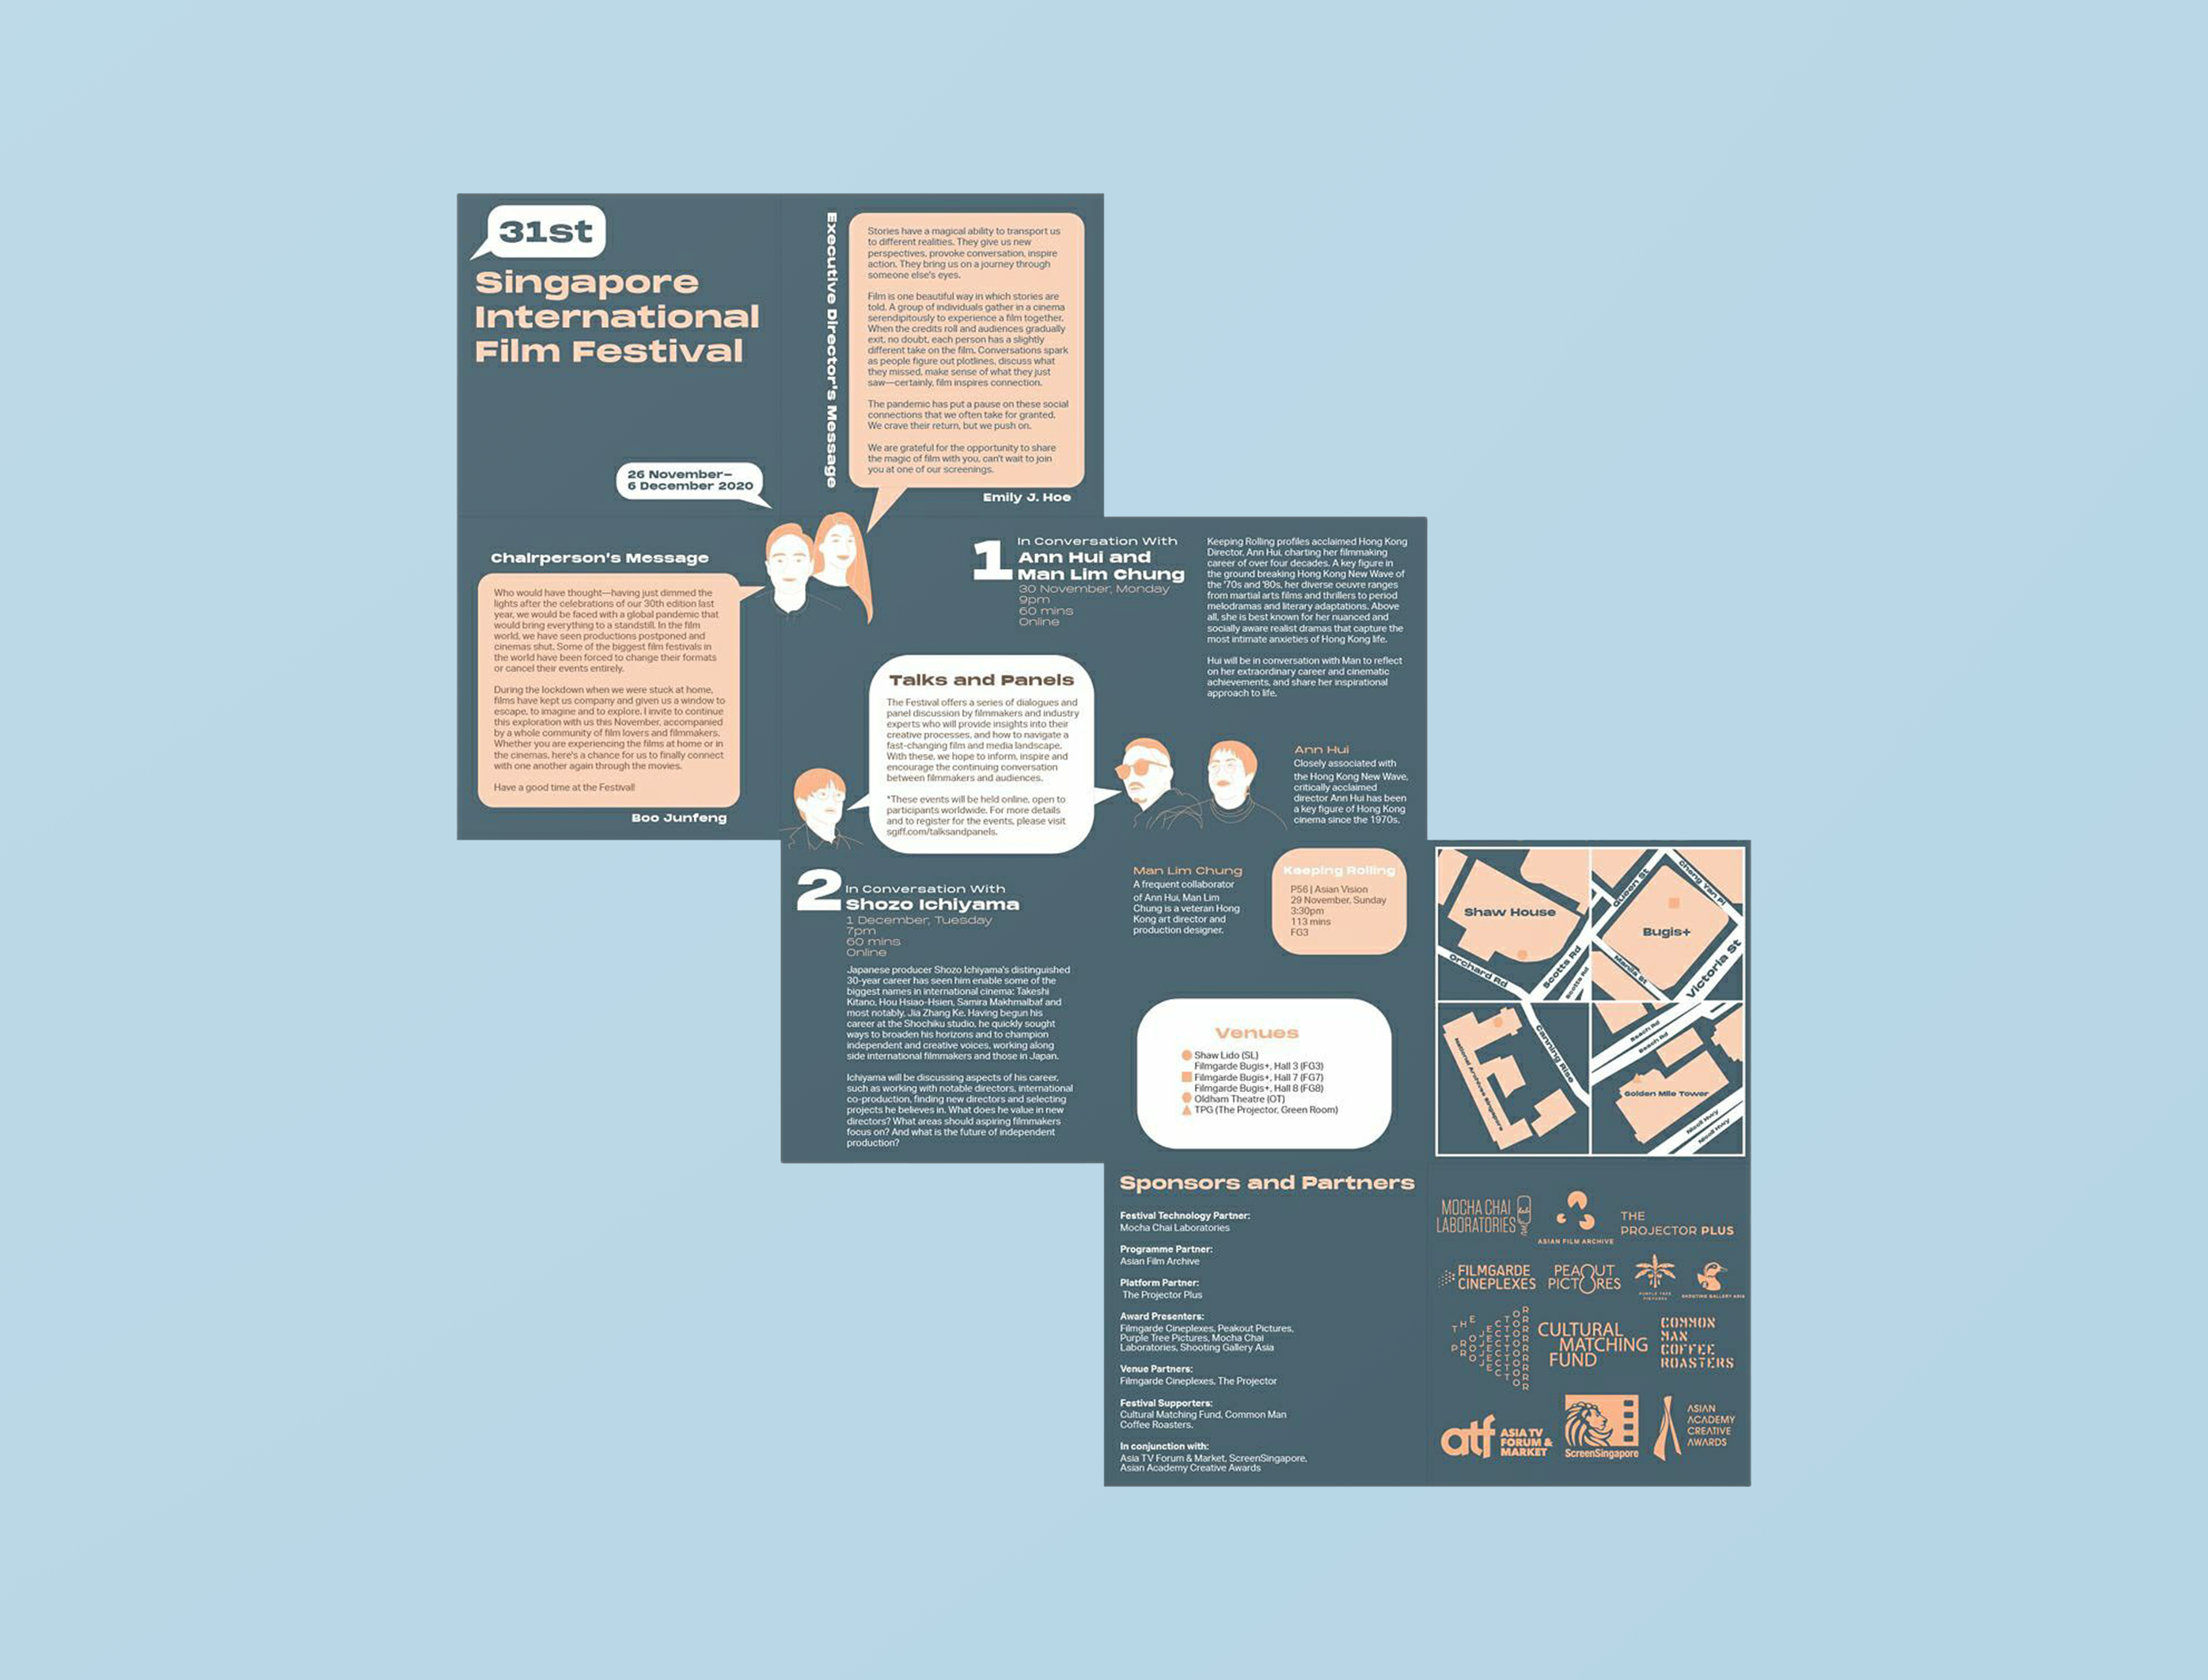 31st
Singapore
International
Film Festival
26 November–
6 December 2020
Executive Director's Message
Stories have a magical ability to transport us
to different realities. They give us new
perspectives, provoke conversation, inspire
action. They bring us on a journey through
someone else's eyes.
Film is one beautiful way in which stories are
told. A group of individuals gather in a cinema
serendipitously to experience a film together.
When the credits roll and audiences gradually
exit, no doubt, each person has a slightly
different take on the film. Conversations spark
as people figure out plotlines, discuss what
they missed, make sense of what they just
saw—certainly, film inspires connection.
The pandemic has put a pause on these social
connections that we often take for granted.
We crave their return, but we push on.
We are grateful for the opportunity to share
the magic of film with you, can't wait to join
you at one of our screenings.
Emily J. Hoe
Chairperson's Message
Who would have thought—having just dimmed the
lights after the celebrations of our 30th edition last
year, we would be faced with a global pandemic that
would bring everything to a standstill. In the film
world, we have seen productions postponed and
cinemas shut. Some of the biggest film festivals in
the world have been forced to change their formats
or cancel their events entirely.
During the lockdown when we were stuck at home,
films have kept us company and given us a window to
escape, to imagine and to explore. I invite to continue
this exploration with us this November, accompanied
by a whole community of film lovers and filmmakers.
Whether you are experiencing the films at home or in
the cinemas, here's a chance for us to finally connect
with one another again through the movies.
Have a good time at the Festival!
Boo Junfeng
1
In Conversation With
Ann Hui and
Man Lim Chung
30 November, Monday
9pm
60 mins
Online
Keeping Rolling profiles acclaimed Hong Kong
Director, Ann Hui, charting her filmmaking
career of over four decades. A key figure in
the ground breaking Hong Kong New Wave of
the '70s and '80s, her diverse oeuvre ranges
from martial arts films and thrillers to period
melodramas and literary adaptations. Above
all, she is best known for her nuanced and
socially aware realist dramas that capture the
most intimate anxieties of Hong Kong life.
Hui will be in conversation with Man to reflect
on her extraordinary career and cinematic
achievements, and share her inspirational
approach to life.
Talks and Panels
The Festival offers a series of dialogues and
panel discussion by filmmakers and industry
experts who will provide insights into their
creative processes, and how to navigate a
fast-changing film and media landscape.
With these, we hope to inform, inspire and
encourage the continuing conversation
between filmmakers and audiences.
*These events will be held online, open to
participants worldwide. For more details
and to register for the events, please visit
sgiff.com/talksandpanels.
Ann Hui
Closely associated with
the Hong Kong New Wave,
critically acclaimed
director Ann Hui has been
a key figure of Hong Kong
cinema since the 1970s.
2
In Conversation With
Shozo Ichiyama
1 December, Tuesday
7pm
60 mins
Online
Japanese producer Shozo Ichiyama's distinguished
30-year career has seen him enable some of the
biggest names in international cinema: Takeshi
Kitano, Hou Hsiao-Hsien, Samira Makhmalbaf and
most notably, Jia Zhang Ke. Having begun his
career at the Shochiku studio, he quickly sought
ways to broaden his horizons and to champion
independent and creative voices, working along
side international filmmakers and those in Japan.
Ichiyama will be discussing aspects of his career,
such as working with notable directors, international
co-production, finding new directors and selecting
projects he believes in. What does he value in new
directors? What areas should aspiring filmmakers
focus on? And what is the future of independent
production?
Man Lim Chung
A frequent collaborator
of Ann Hui, Man Lim
Chung is a veteran Hong
Kong art director and
production designer.
Keeping Rolling
P56 | Asian Vision
29 November, Sunday
3:30pm
113 mins
FG3
Venues
Shaw Lido (SL)
Filmgarde Bugis+, Hall 3 (FG3)
Filmgarde Bugis+, Hall 7 (FG7)
Filmgarde Bugis+, Hall 8 (FG8)
Oldham Theatre (OT)
TPG (The Projector, Green Room)
Shaw House
Orchard Rd
Scotts Rd
Scotts Rd
Queen St
Cheng Yan Pl
Bugis+
Manila St
Victoria St
National Archives Singapore
Canning Rise
Beach Rd
Beach Rd
Golden Mile Tower
Nicoll Hwy
Nicoll Hwy
Sponsors and Partners
Festival Technology Partner:
Mocha Chai Laboratories
Programme Partner:
Asian Film Archive
Platform Partner:
The Projector Plus
Award Presenters:
Filmgarde Cineplexes, Peakout Pictures,
Purple Tree Pictures, Mocha Chai
Laboratories, Shooting Gallery Asia
Venue Partners:
Filmgarde Cineplexes, The Projector
Festival Supporters:
Cultural Matching Fund, Common Man
Coffee Roasters.
In conjunction with:
Asia TV Forum & Market, ScreenSingapore,
Asian Academy Creative Awards
MOCHA CHAI
LABORATORIES
ASIAN FILM ARCHIVE
THE
PROJECTOR PLUS
FILMGARDE
CINEPLEXES
PEAOUT
PICTURES
PURPLE TREE
PICTURES
SHOOTING GALLERY ASIA
THE
PROJECTOR
CULTURAL
MATCHING
FUND
COMMON
MAN
COFFEE
ROASTERS
atf
ASIA TV
FORUM &
MARKET
ScreenSingapore
ASIAN
ACADEMY
CREATIVE
AWARDS